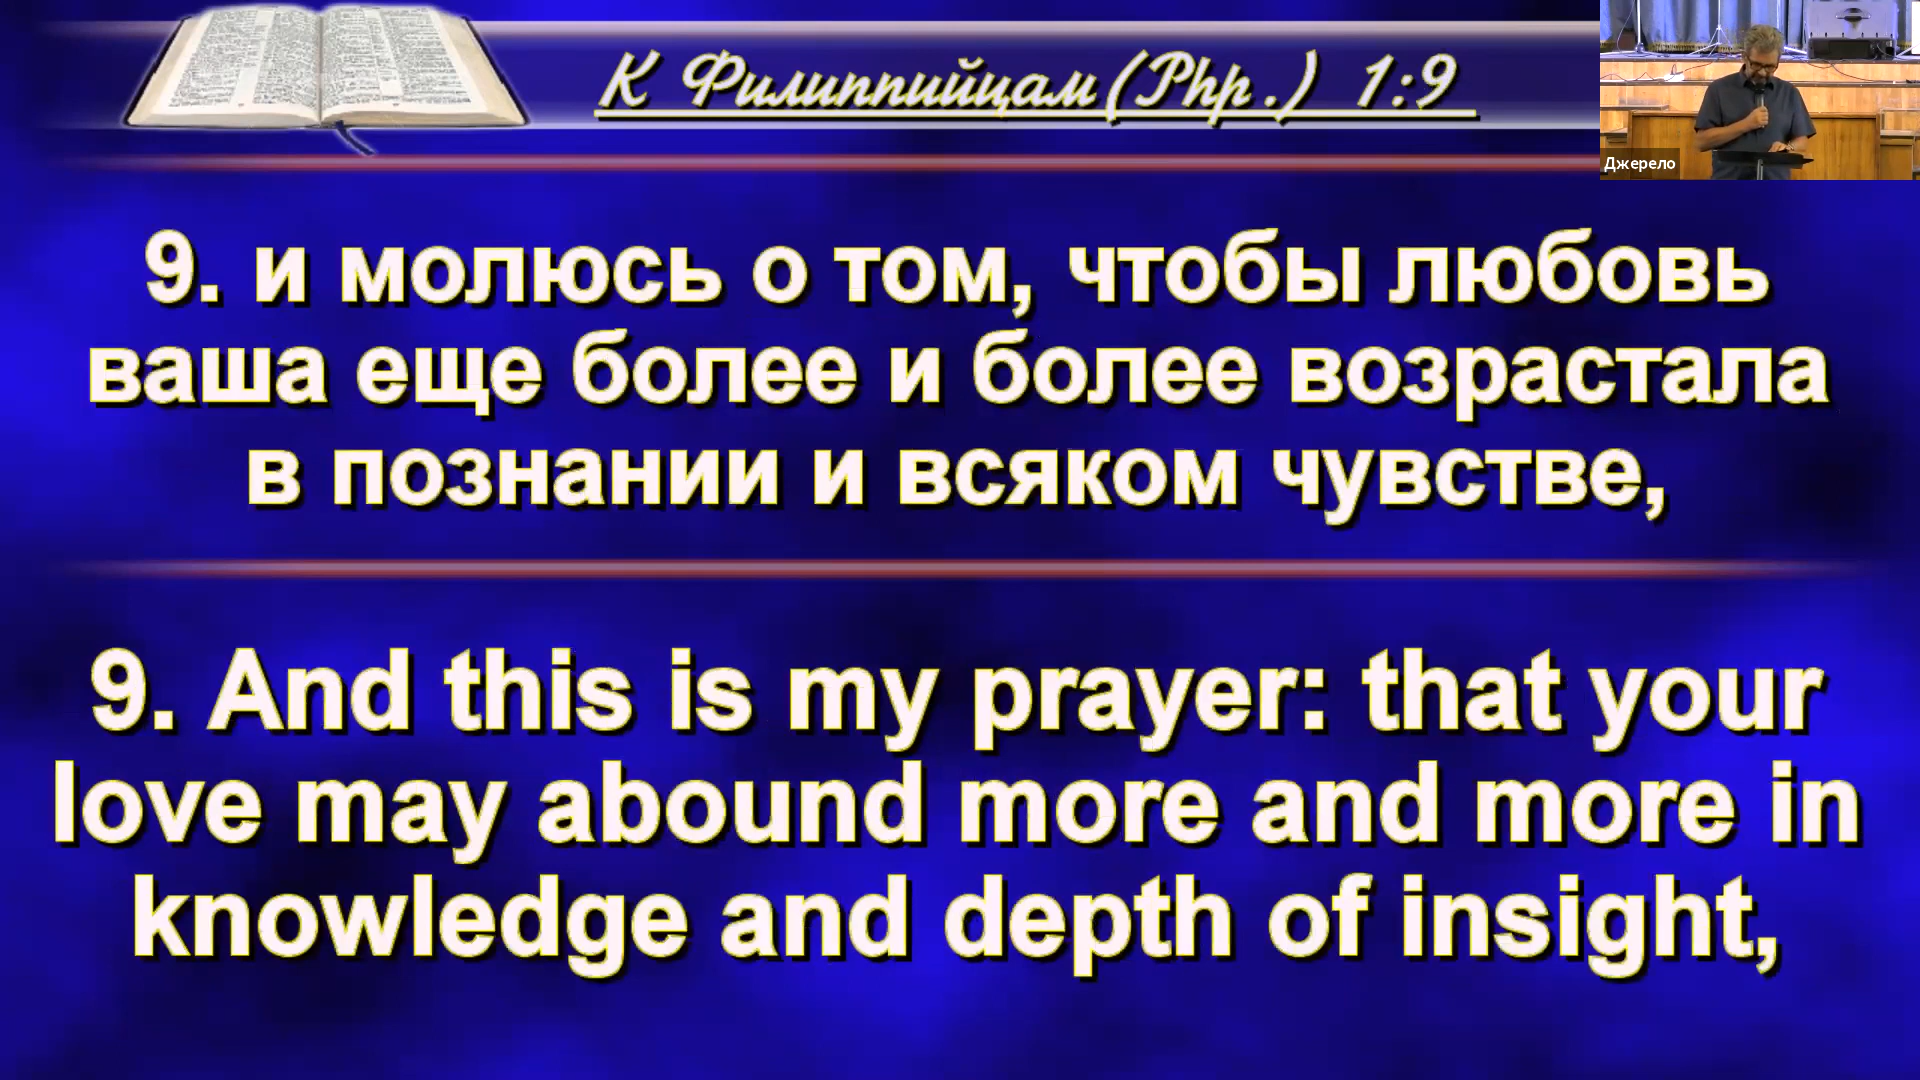 К Филиппийцам(Php.) 1:9
Джерело
9. и молюсь о том, чтобы любовь
ваша еще более и более возрастала
в познании и всяком чувстве,
9. And this is my prayer: that your
love may abound more and more in
knowledge and depth of insight,